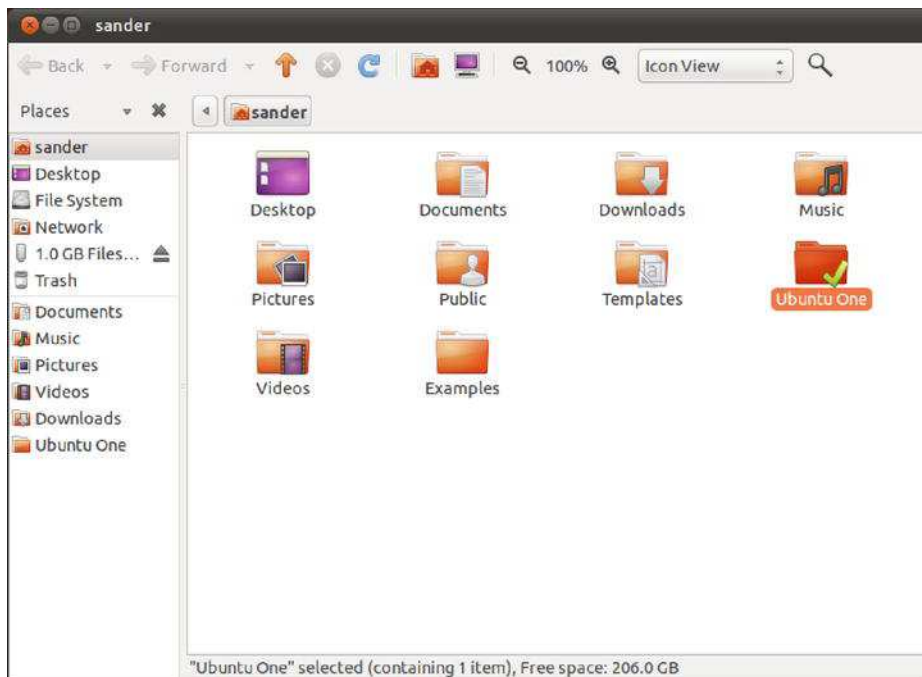 sander
Back Forward 100% Icon View
Places
sander
sander
Desktop
File System
Network
1.0 GB Files...
Trash
Documents
Music
Pictures
Videos
Downloads
Ubuntu One
Desktop Documents Downloads Music
Pictures Public Templates Ubuntu One
Videos Examples
"Ubuntu One" selected (containing 1 item), Free space: 206.0 GB